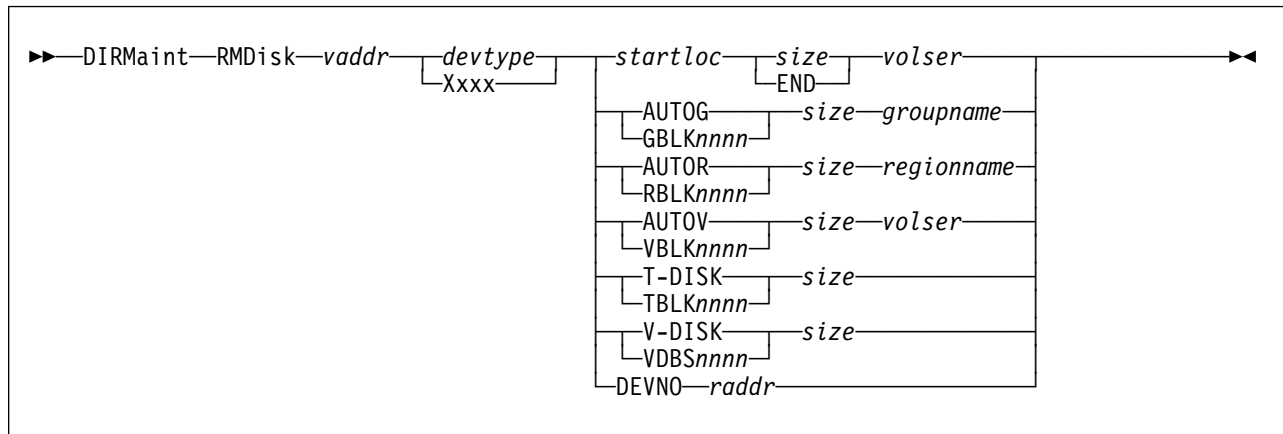 DIRMaint RMDisk vaddr devtype startloc size volser
Xxxx END
AUTOG size groupname
GBLKnnnn
AUTOR size regionname
RBLKnnnn
AUTOV size volser
VBLKnnnn
T-DISK size
TBLKnnnn
V-DISK size
VDBSnnnn
DEVNO raddr